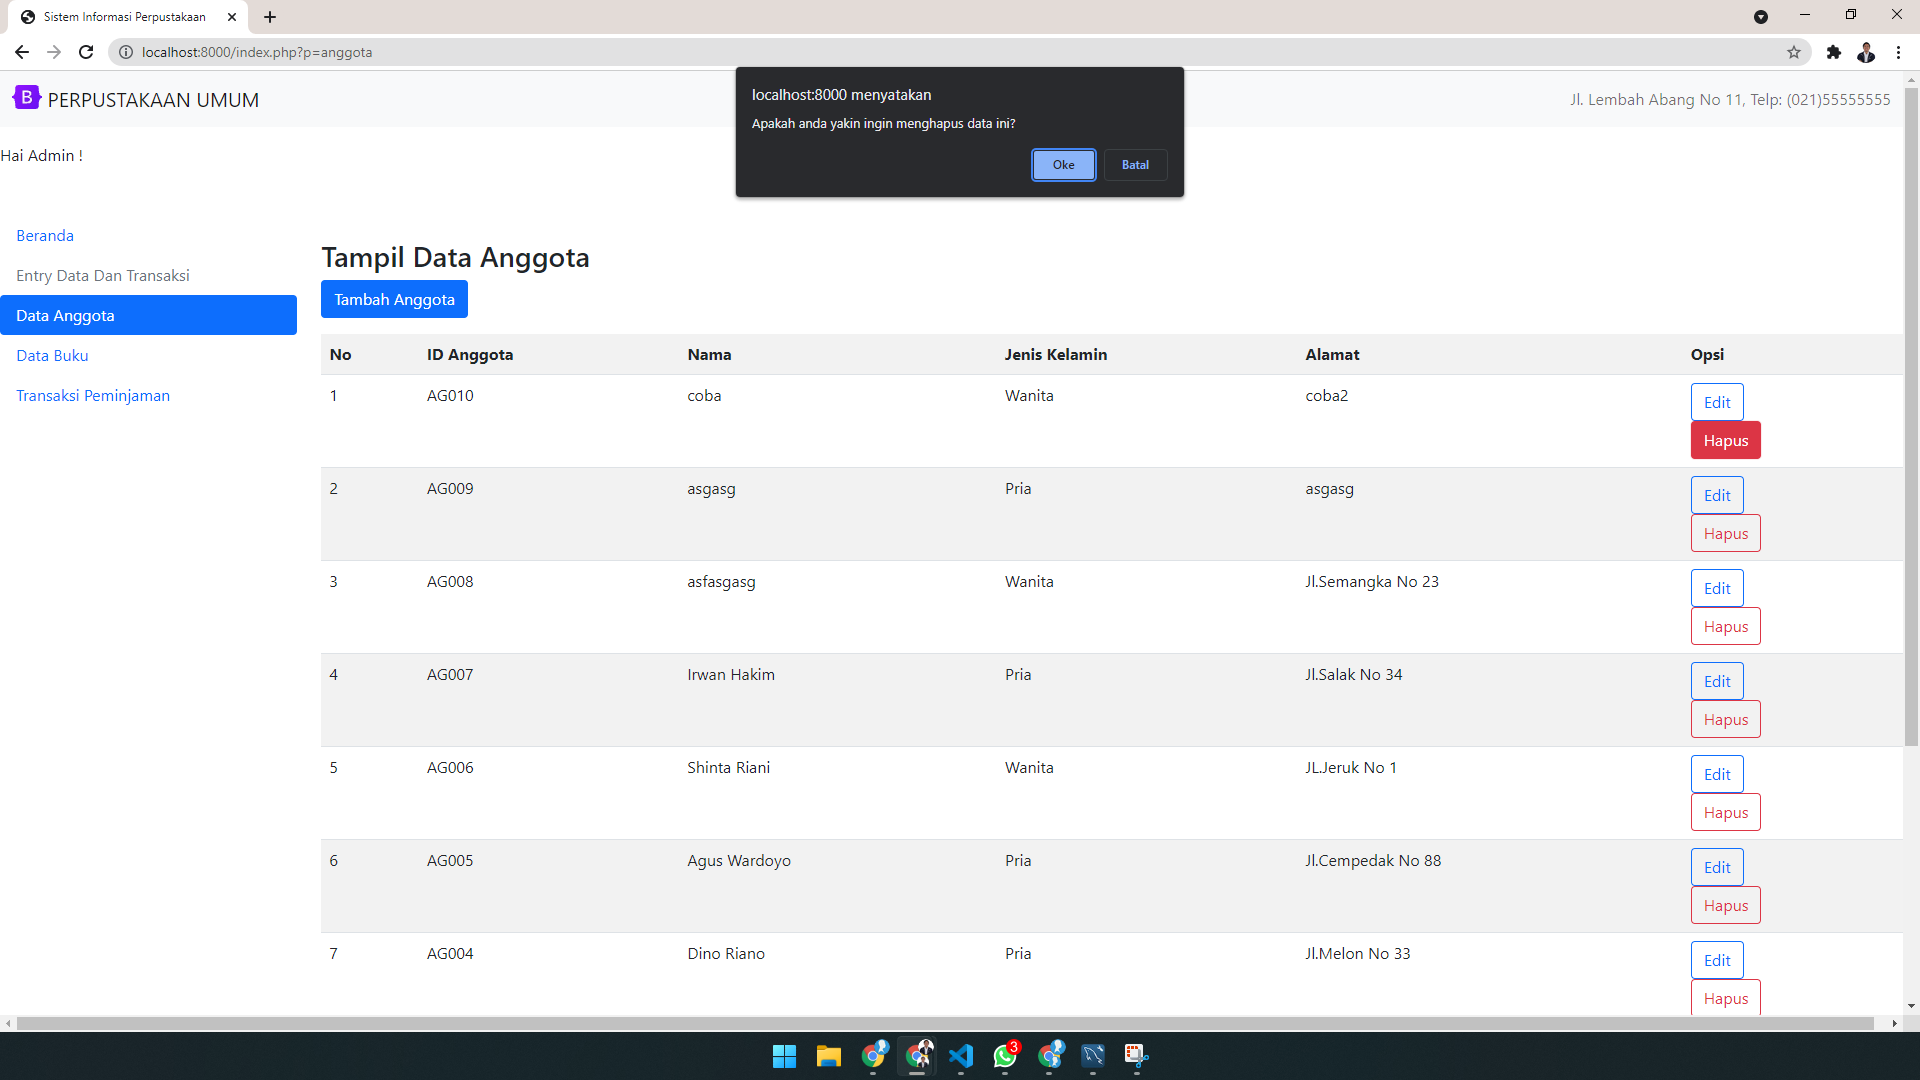 Sistem Informasi Perpustakaan
localhost:8000/index.php?p=anggota
B PERPUSTAKAAN UMUM
Jl. Lembah Abang No 11, Telp: (021)55555555
localhost:8000 menyatakan
Apakah anda yakin ingin menghapus data ini?
Oke Batal
Hai Admin !
Beranda
Entry Data Dan Transaksi
Data Anggota
Data Buku
Transaksi Peminjaman
Tampil Data Anggota
Tambah Anggota
No ID Anggota Nama Jenis Kelamin Alamat Opsi
1 AG010 coba Wanita coba2 Edit
Hapus
2 AG009 asgasg Pria asgasg Edit
Hapus
3 AG008 asfasgasg Wanita Jl.Semangka No 23 Edit
Hapus
4 AG007 Irwan Hakim Pria Jl.Salak No 34 Edit
Hapus
5 AG006 Shinta Riani Wanita JL.Jeruk No 1 Edit
Hapus
6 AG005 Agus Wardoyo Pria Jl.Cempedak No 88 Edit
Hapus
7 AG004 Dino Riano Pria Jl.Melon No 33 Edit
Hapus
3